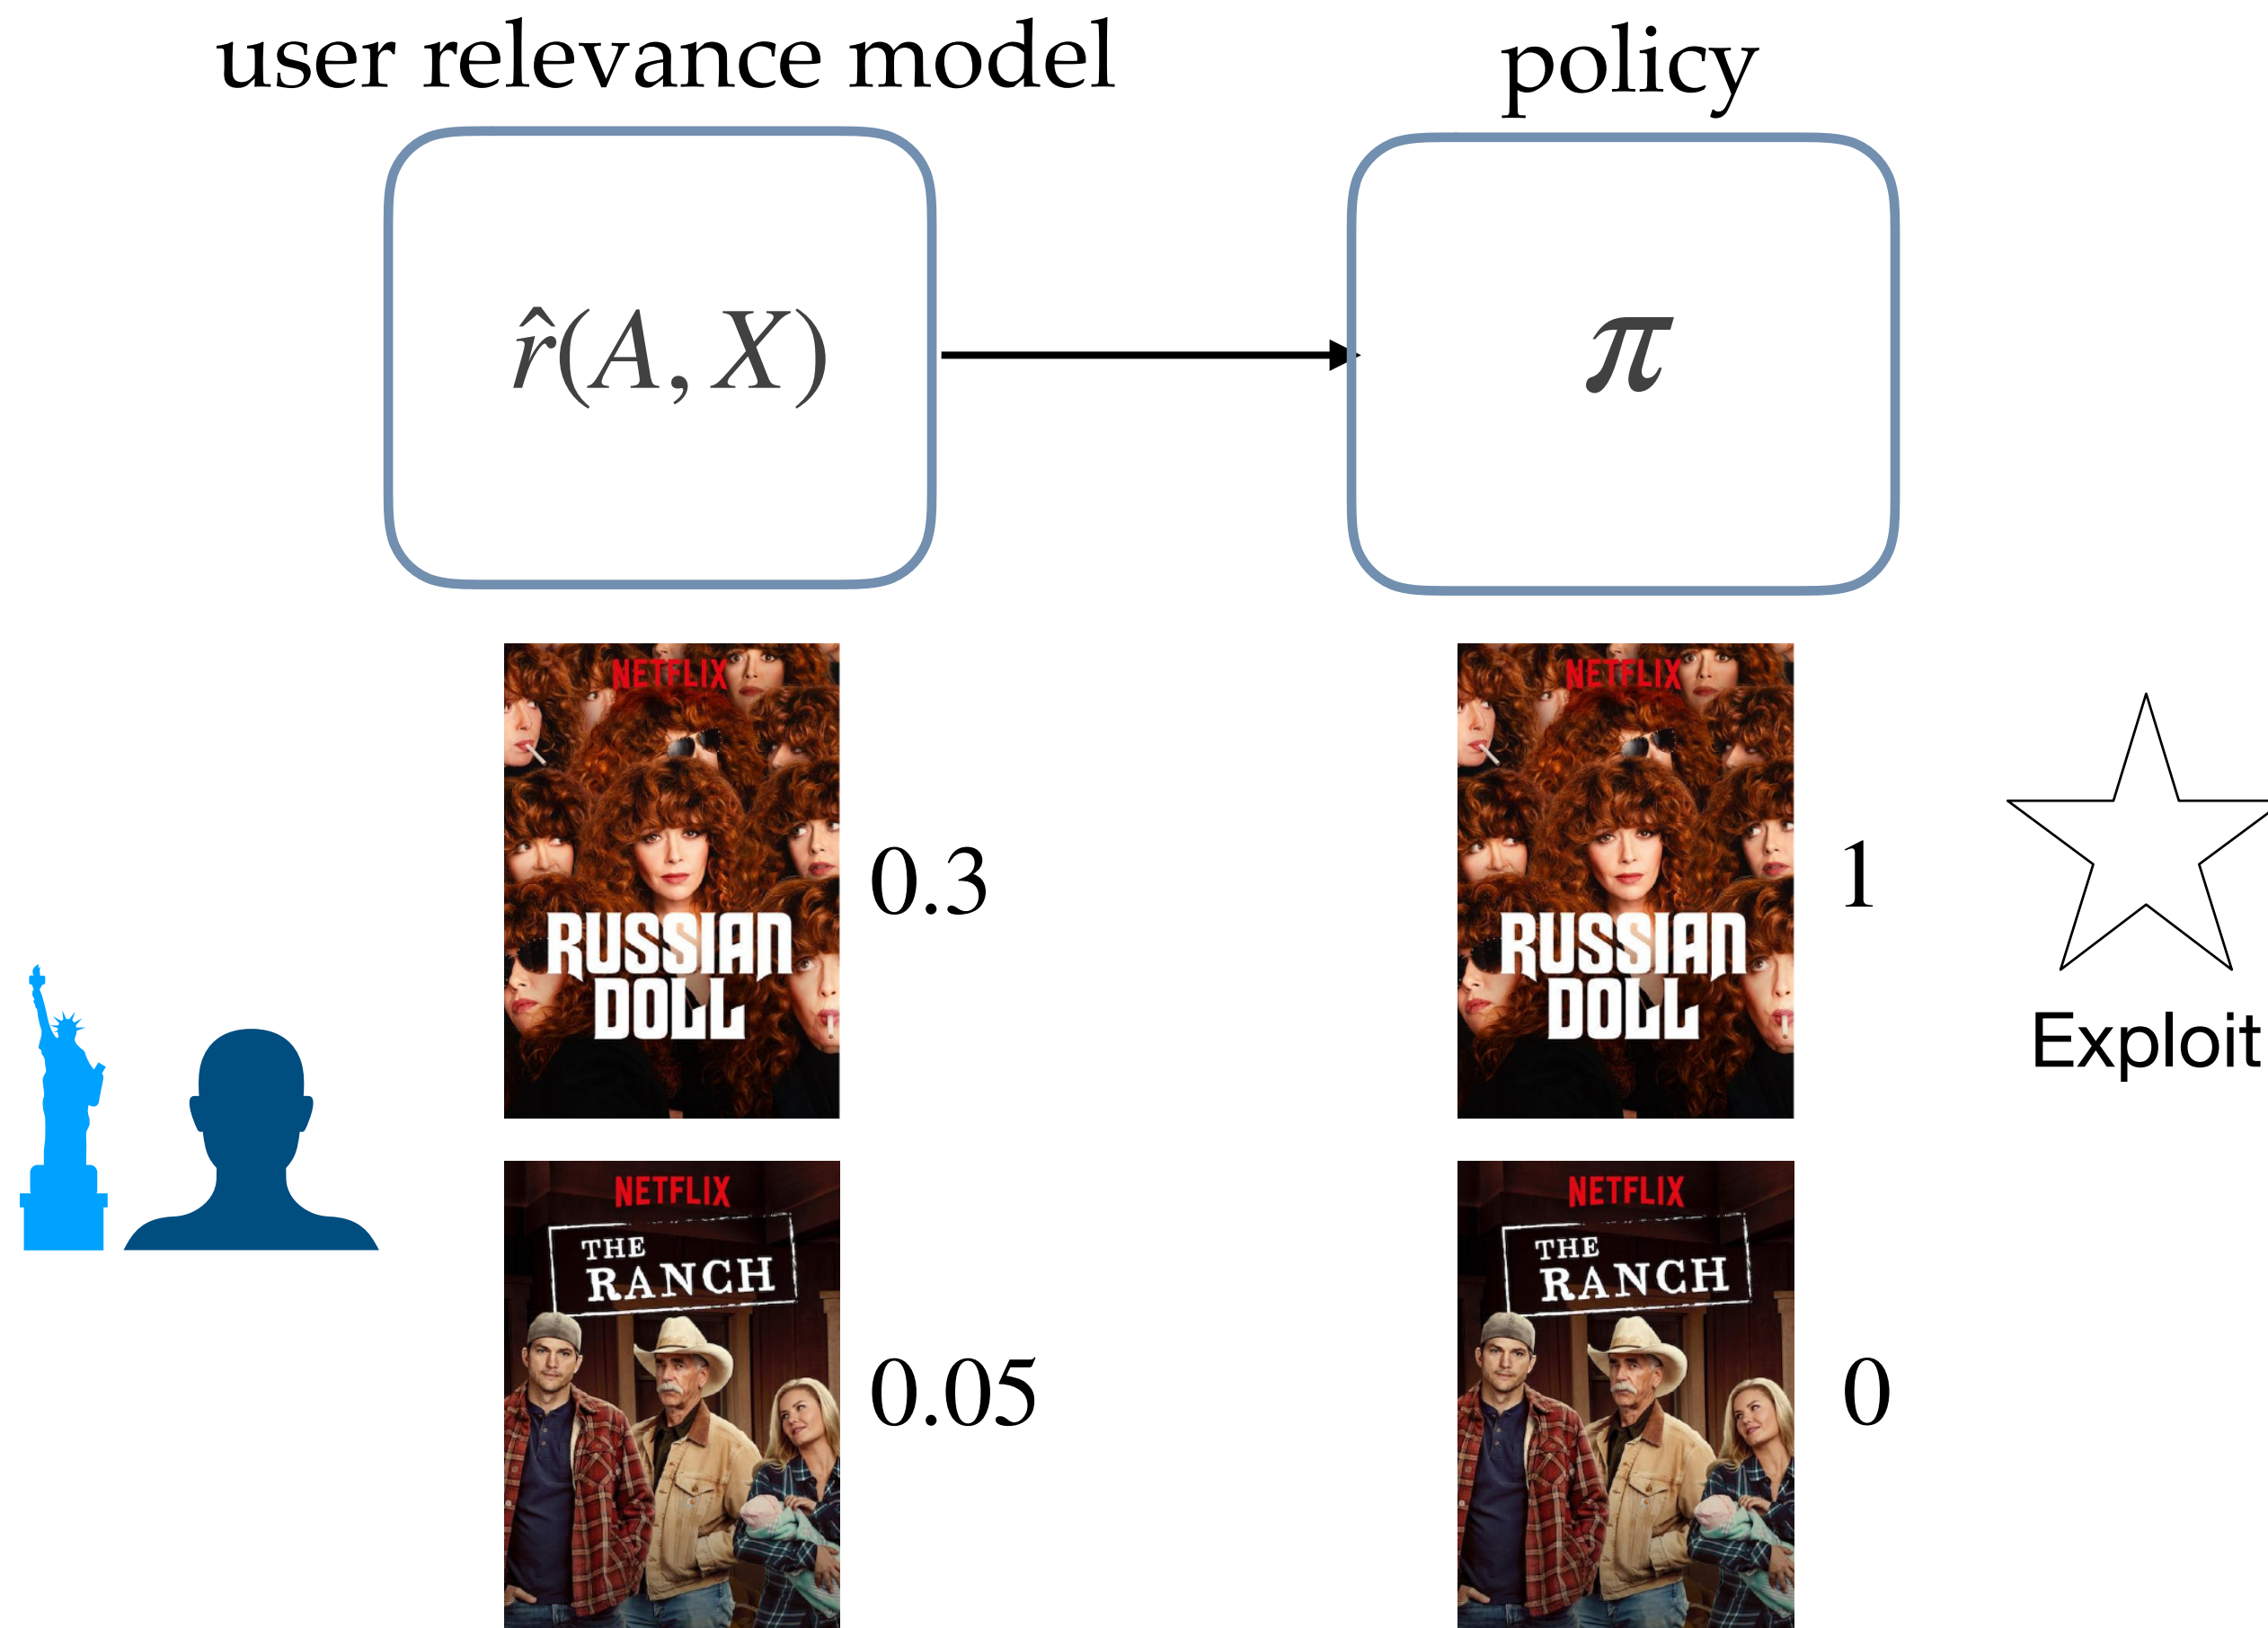 user relevance model
policy
r̂(A, X)
π
NETFLIX
RUSSIAN
DOLL
0.3
NETFLIX
RUSSIAN
DOLL
1
Exploit
NETFLIX
THE
RANCH
0.05
NETFLIX
THE
RANCH
0